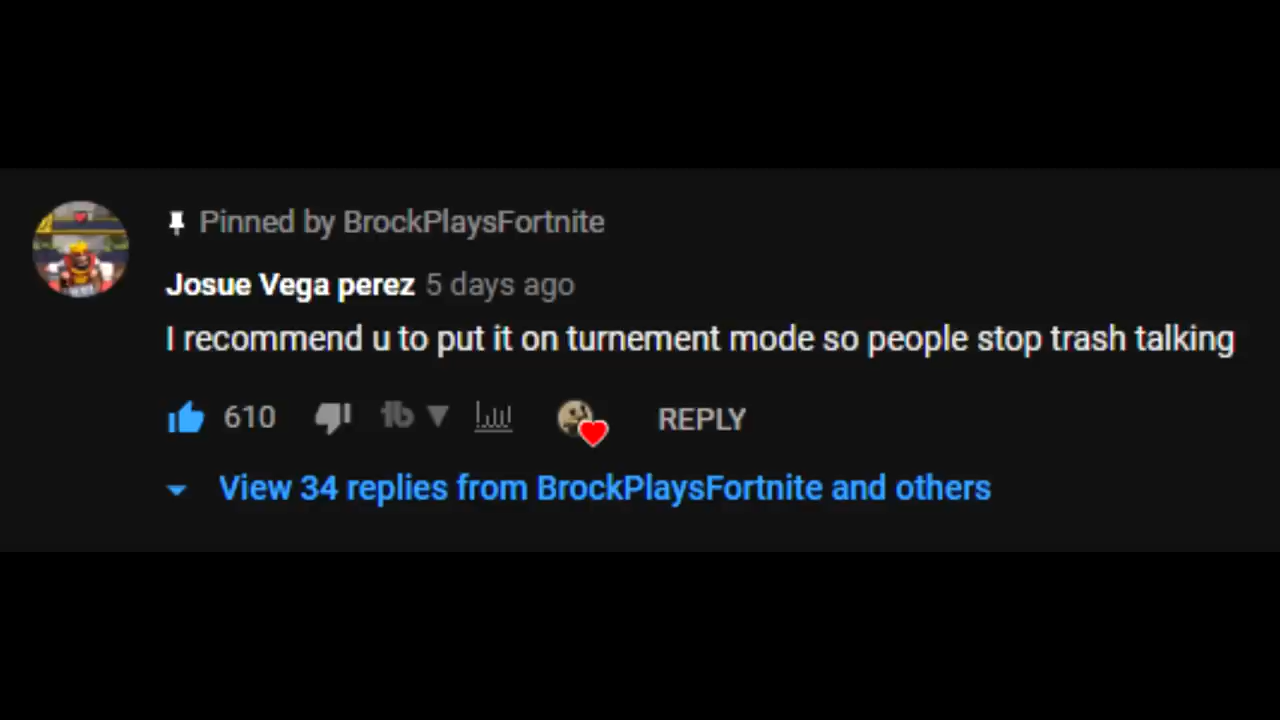 Pinned by BrockPlaysFortnite
Josue Vega perez 5 days ago
I recommend u to put it on turnement mode so people stop trash talking
610 tb REPLY
View 34 replies from BrockPlaysFortnite and others